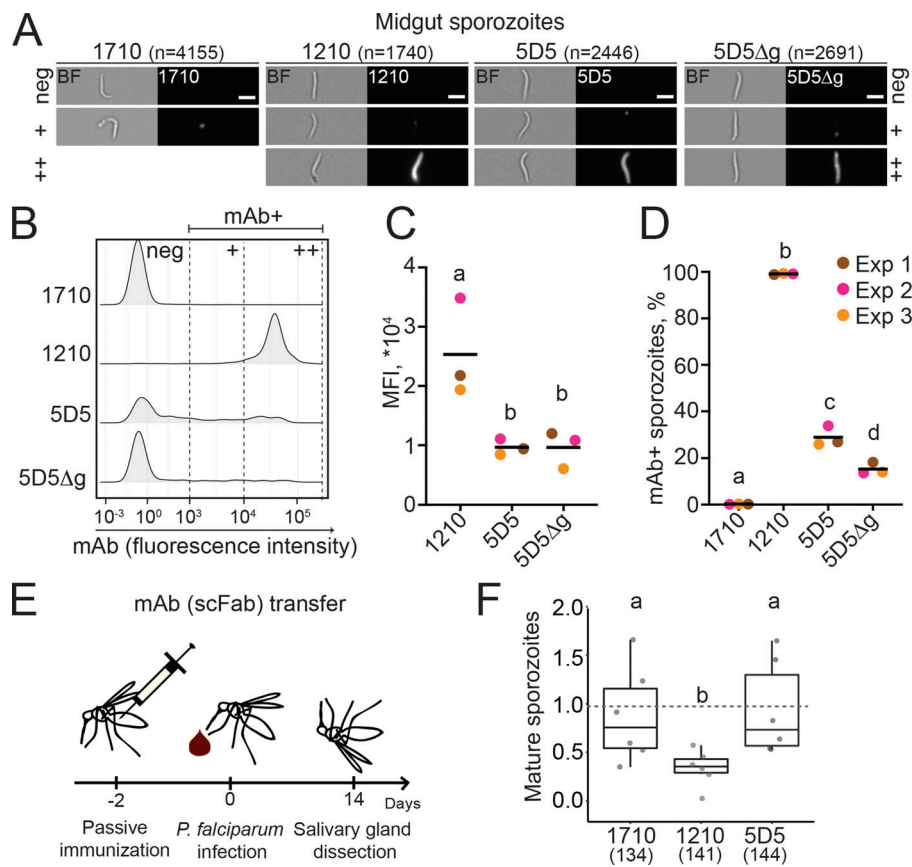 A
Midgut sporozoites
1710 (n=4155)
1210 (n=1740)
5D5 (n=2446)
5D5Δg (n=2691)
neg
BF
1710
BF
1210
BF
5D5
BF
5D5Δg
neg
+
+
++
++
B
mAb+
neg
+
++
1710
1210
5D5
5D5Δg
10-3
100
103
104
105
mAb (fluorescence intensity)
C
MFI, *10^4
4
3
2
1
0
a
b
b
1210
5D5
5D5Δg
D
mAb+ sporozoites, %
100
80
60
40
20
0
a
b
c
d
Exp 1
Exp 2
Exp 3
1710
1210
5D5
5D5Δg
E
mAb (scFab) transfer
-2
0
14
Days
Passive
immunization
P. falciparum
infection
Salivary gland
dissection
F
Mature sporozoites
2.0
1.5
1.0
0.5
0.0
a
b
a
1710
(134)
1210
(141)
5D5
(144)